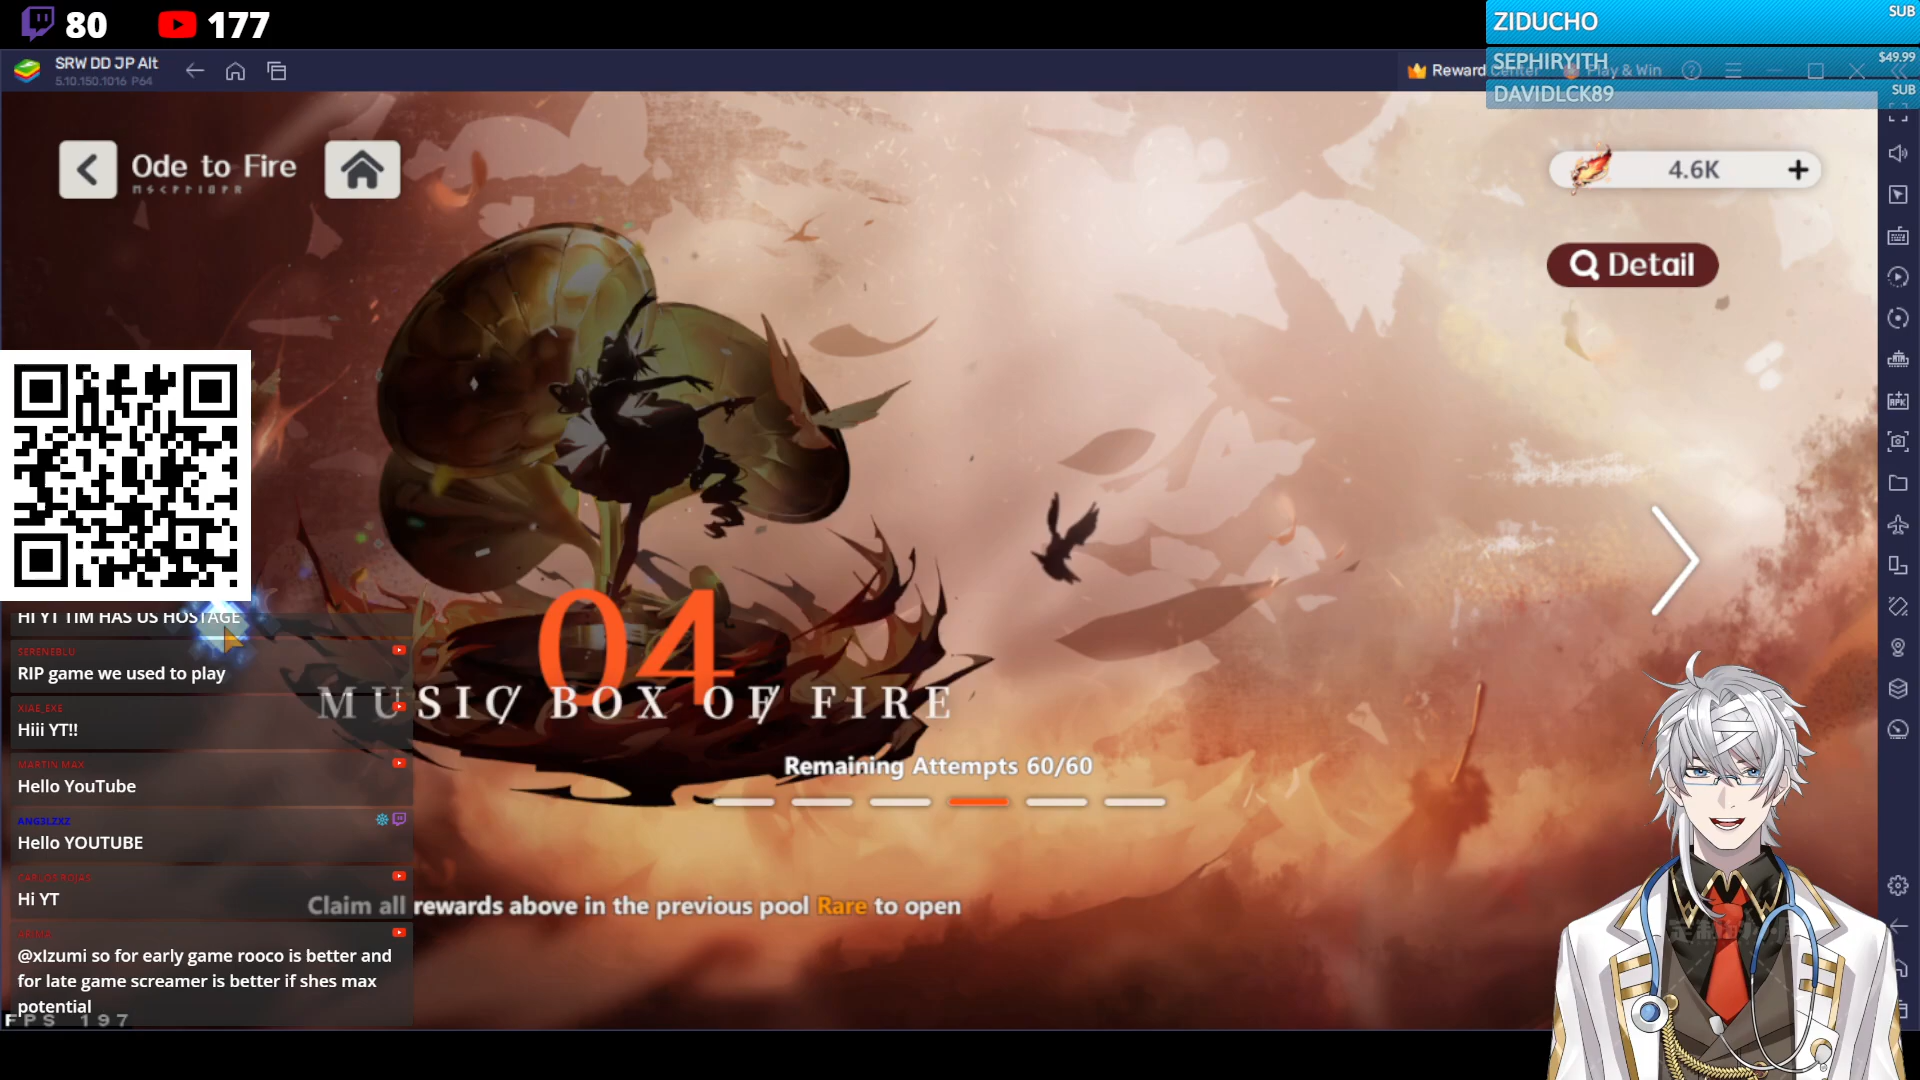 80 177
ZIDUCHO SUB
SRW DD JP Alt
5.10.150.1016 P64
Reward Center
Play & Win
SEPHIRYITH $49.99
DAVIDLCK89 SUB
Ode to Fire
4.6K
Detail
HI YT TIM HAS US HOSTAGE
SERENEBLU
RIP game we used to play
XIAE_EXE
Hiii YT!!
MARTIN MAX
Hello YouTube
ANG3LZXZ
Hello YOUTUBE
CARLOS ROJAS
Hi YT
@xIzumi so for early game rooco is better and
for late game screamer is better if shes max
potential
FPS 197
04
MUSIC BOX OF FIRE
Remaining Attempts 60/60
Claim all rewards above in the previous pool Rare to open